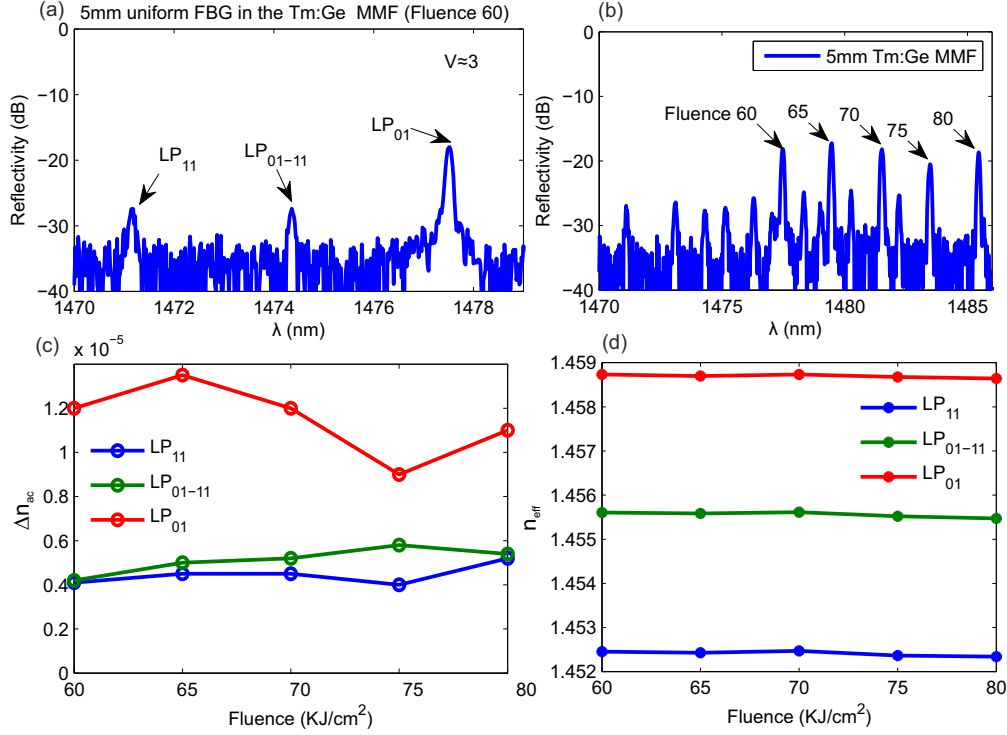 (a)
5mm uniform FBG in the Tm:Ge MMF (Fluence 60)
0
−10
−20
−30
−40
Reflectivity (dB)
V≈3
LP11
LP01−11
LP01
1470 1472 1474 1476 1478
λ (nm)
(b)
0
−10
−20
−30
−40
Reflectivity (dB)
5mm Tm:Ge MMF
Fluence 60
65
70
75
80
1470 1475 1480 1485
λ (nm)
(c)
x 10−5
1.2
1
0.8
0.6
0.4
0.2
0
Δnac
LP11
LP01−11
LP01
60 65 70 75 80
Fluence (KJ/cm2)
(d)
1.459
1.458
1.457
1.456
1.455
1.454
1.453
1.452
neff
LP11
LP01−11
LP01
60 65 70 75 80
Fluence (KJ/cm2)